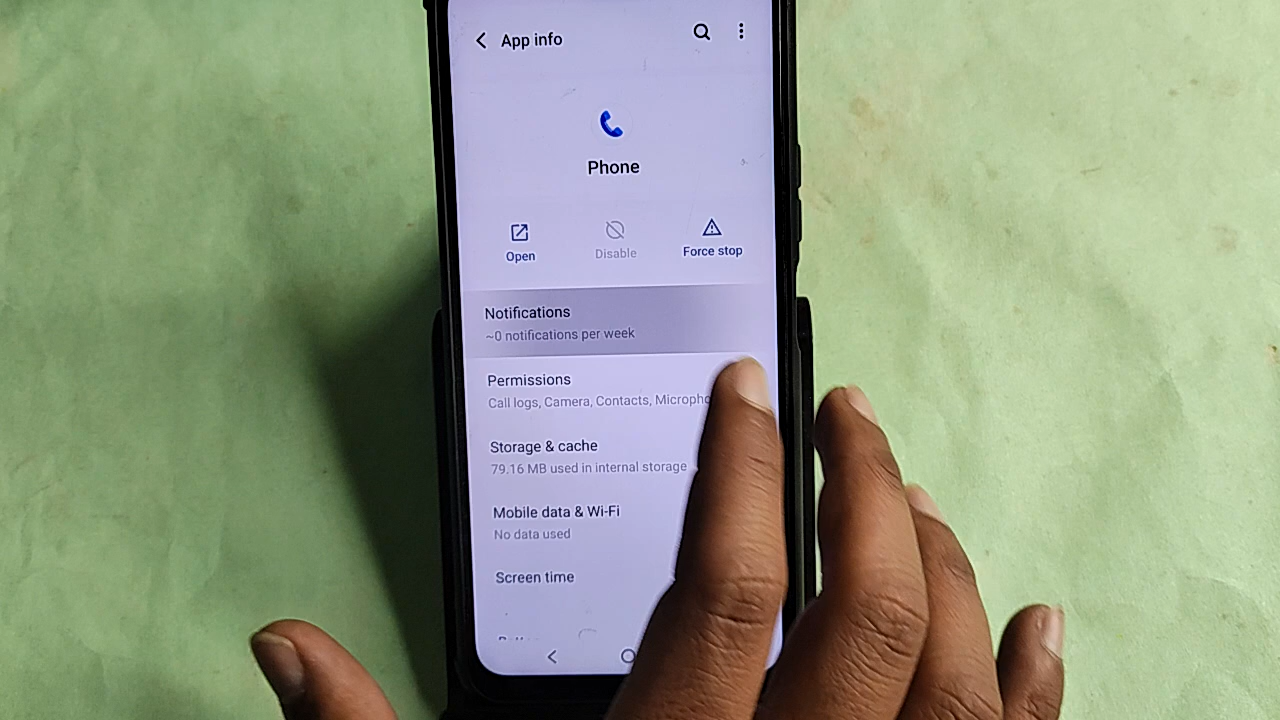 App info
Phone
Open
Disable
Force stop
Notifications
~0 notifications per week
Permissions
Call logs, Camera, Contacts,
Storage & cache
79.16 MB used in internal storage
Mobile data & Wi-Fi
No data used
Screen time